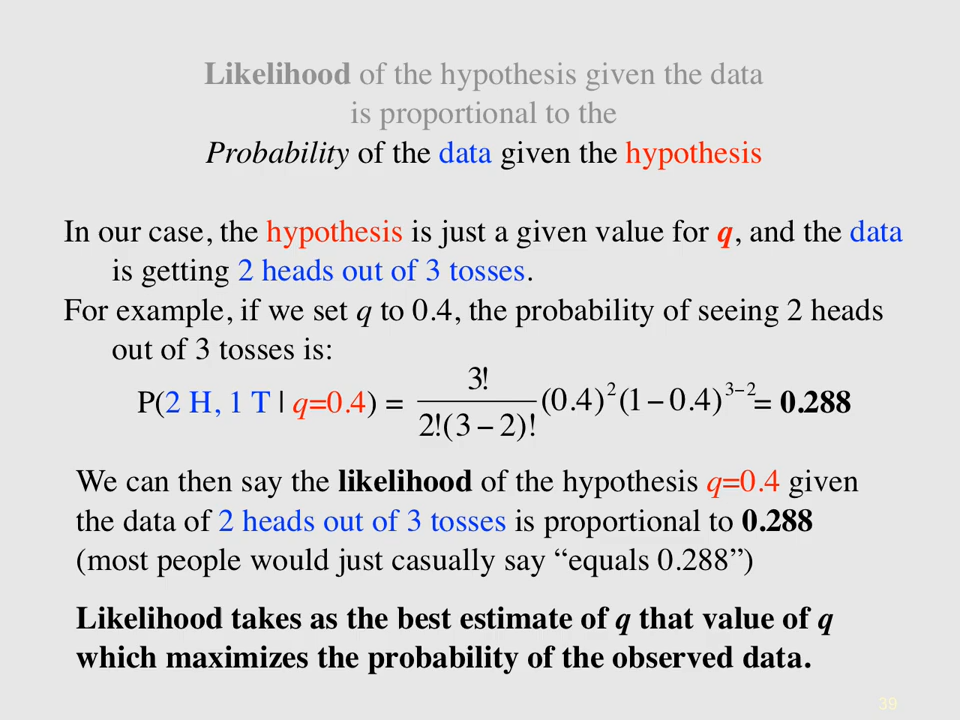 Likelihood of the hypothesis given the data
is proportional to the
Probability of the data given the hypothesis
In our case, the hypothesis is just a given value for q, and the data
is getting 2 heads out of 3 tosses.
For example, if we set q to 0.4, the probability of seeing 2 heads
out of 3 tosses is:
P(2 H, 1 T | q=0.4) = 3! / 2!(3 − 2)! (0.4)² (1 − 0.4)³⁻² = 0.288
We can then say the likelihood of the hypothesis q=0.4 given
the data of 2 heads out of 3 tosses is proportional to 0.288
(most people would just casually say “equals 0.288”)
Likelihood takes as the best estimate of q that value of q
which maximizes the probability of the observed data.
39